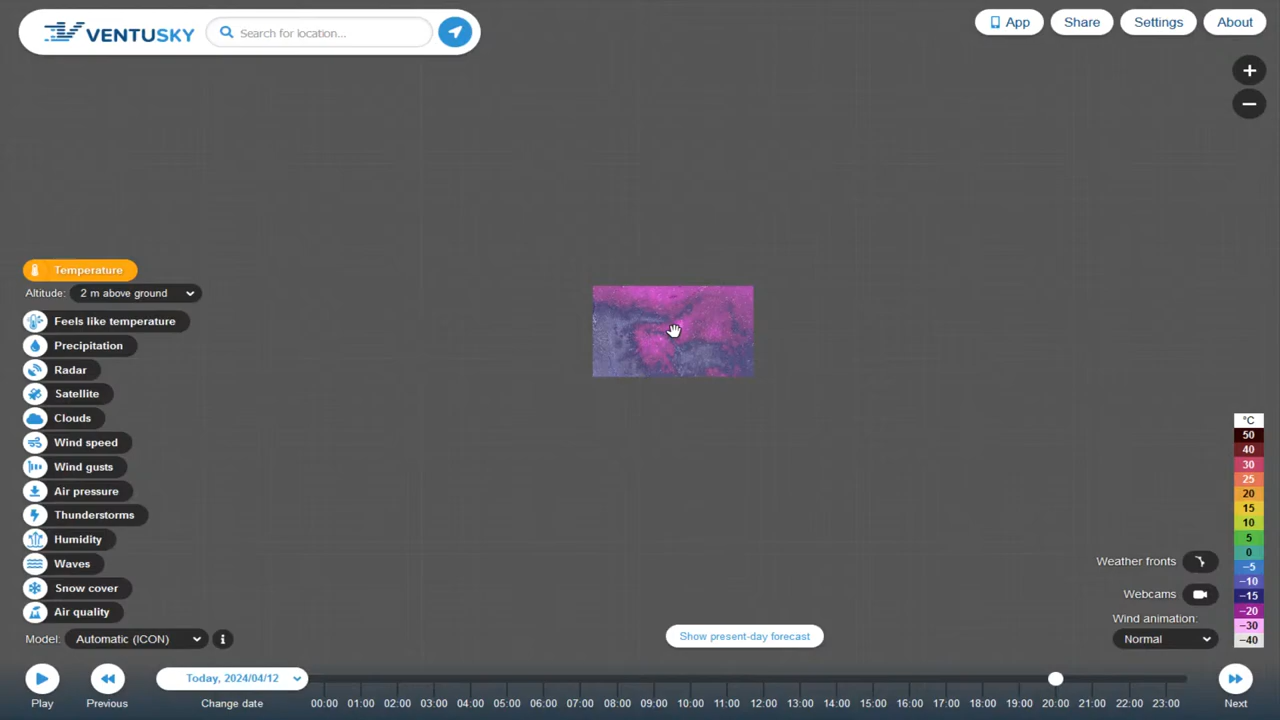 VENTUSKY
Search for location...
App
Share
Settings
About
Temperature
Altitude: 2 m above ground
Feels like temperature
Precipitation
Radar
Satellite
Clouds
Wind speed
Wind gusts
Air pressure
Thunderstorms
Humidity
Waves
Snow cover
Air quality
Model: Automatic (ICON)
°C
50
40
30
25
20
15
10
5
0
−5
−10
−15
−20
−30
−40
Weather fronts
Webcams
Wind animation:
Normal
Show present-day forecast
Play
Previous
Today, 2024/04/12
Change date
00:00 01:00 02:00 03:00 04:00 05:00 06:00 07:00 08:00 09:00 10:00 11:00 12:00 13:00 14:00 15:00 16:00 17:00 18:00 19:00 20:00 21:00 22:00 23:00
Next